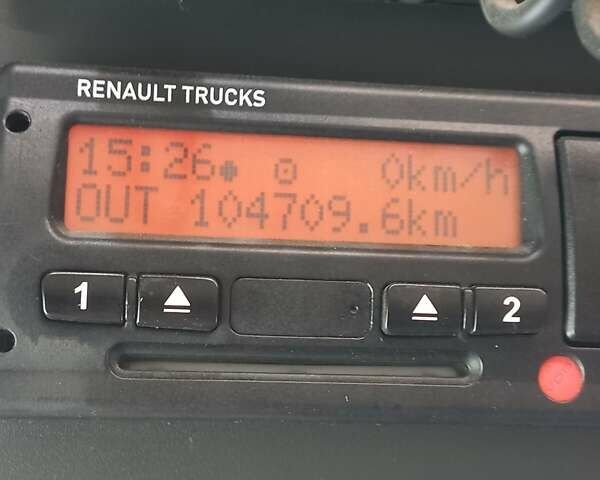 RENAULT TRUCKS
15:26 0km/h
OUT 104709.6km
1 2